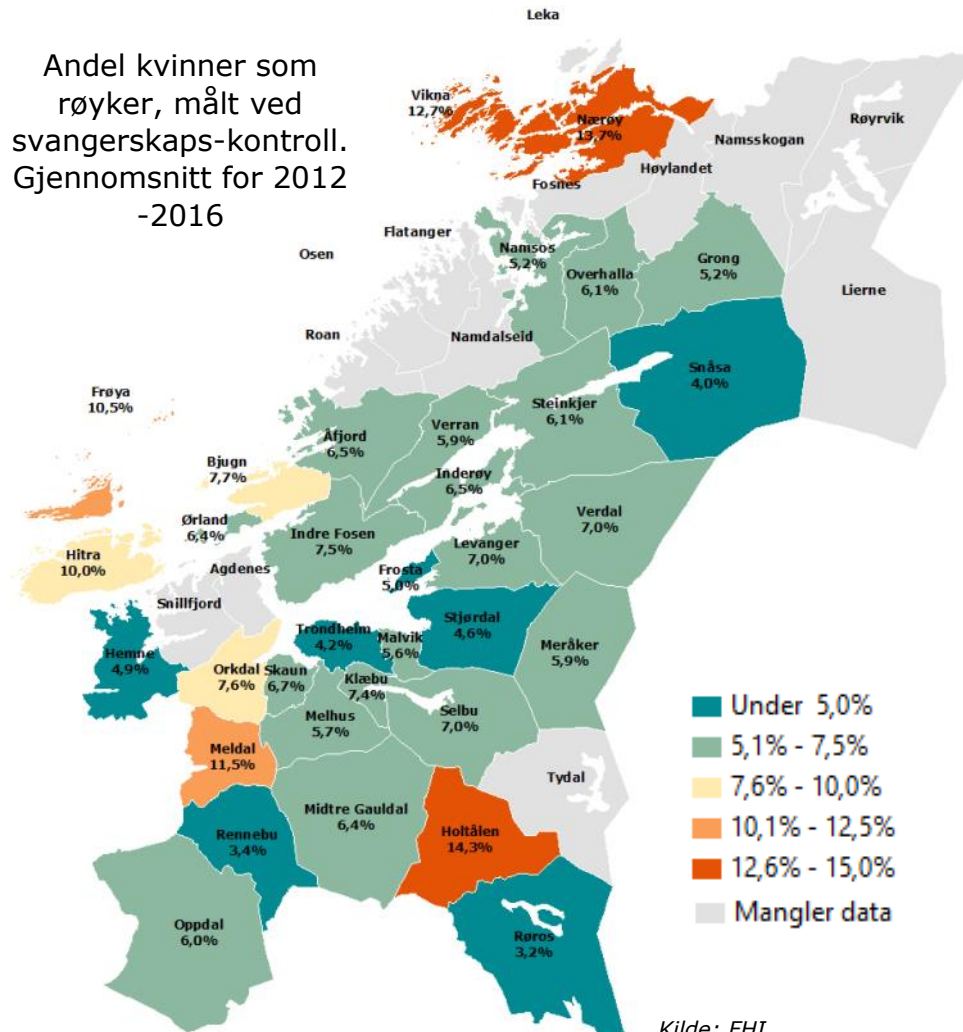 Leka
Andel kvinner som
røyker, målt ved
svangerskaps-kontroll.
Gjennomsnitt for 2012
-2016
Vikna
12,7%
Nærøy
13,7%
Røyrvik
Namsskogan
Høylandet
Fosnes
Flatanger
Namsos
5,2%
Osen
Overhalla
6,1%
Grong
5,2%
Lierne
Roan
Namdalseid
Snåsa
4,0%
Frøya
10,5%
Steinkjer
6,1%
Åfjord
6,5%
Verran
5,9%
Bjugn
7,7%
Inderøy
6,5%
Ørland
6,4%
Indre Fosen
7,5%
Verdal
7,0%
Levanger
7,0%
Hitra
10,0%
Agdenes
Frosta
5,0%
Snillfjord
Trondheim
4,2%
Malvik
5,6%
Stjørdal
4,6%
Meråker
5,9%
Hemne
4,9%
Orkdal
7,6%
Skaun
6,7%
Klæbu
7,4%
Melhus
5,7%
Selbu
7,0%
Under 5,0%
5,1% - 7,5%
7,6% - 10,0%
10,1% - 12,5%
12,6% - 15,0%
Mangler data
Meldal
11,5%
Tydal
Midtre Gauldal
6,4%
Holtålen
14,3%
Rennebu
3,4%
Oppdal
6,0%
Røros
3,2%
Kilde: FHI